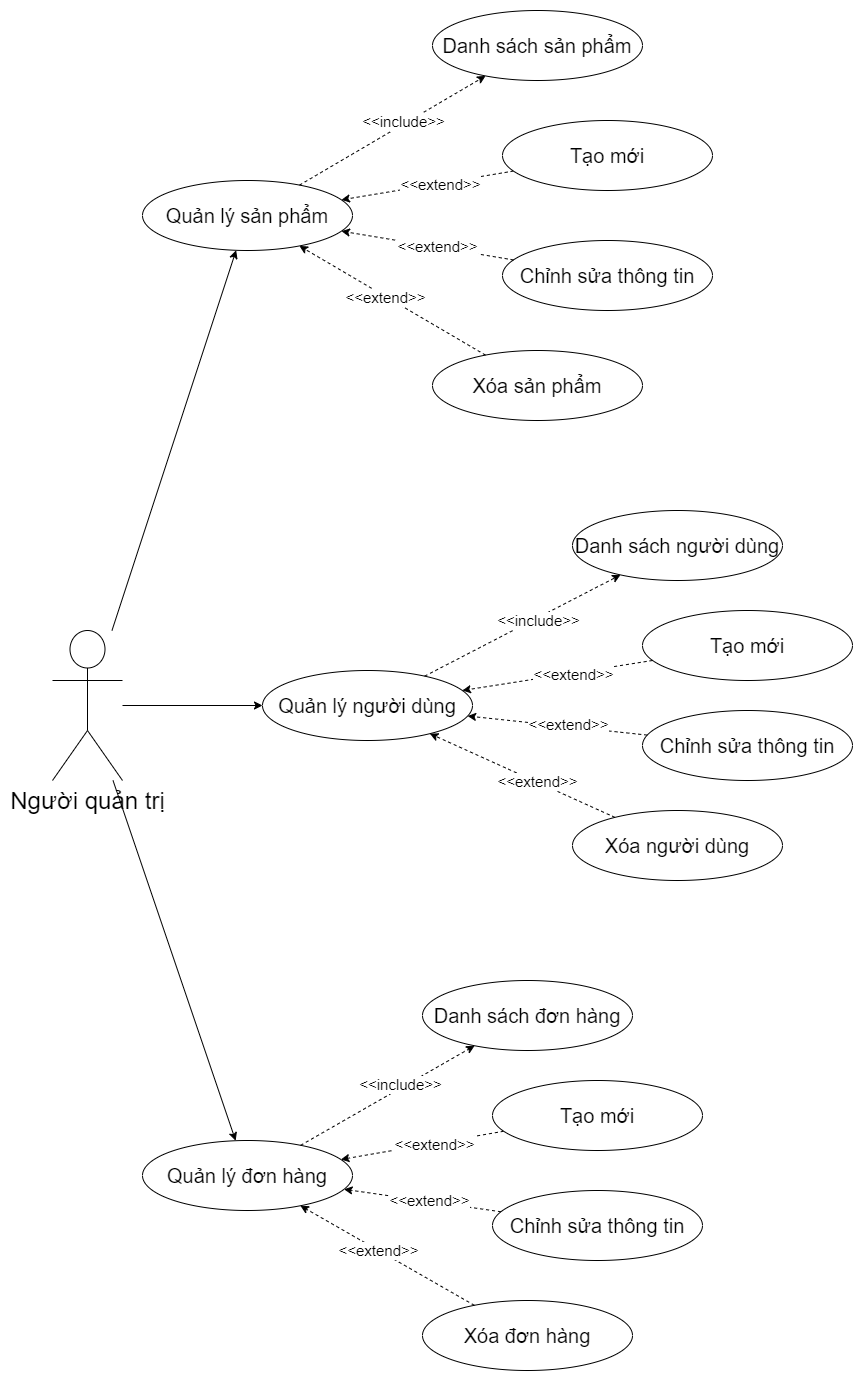 Danh sách sản phẩm
<<include>>
Tạo mới
<<extend>>
Quản lý sản phẩm
<<extend>>
Chỉnh sửa thông tin
<<extend>>
Xóa sản phẩm
Danh sách người dùng
<<include>>
Tạo mới
<<extend>>
Quản lý người dùng
<<extend>>
Chỉnh sửa thông tin
<<extend>>
Xóa người dùng
Người quản trị
Danh sách đơn hàng
<<include>>
Tạo mới
<<extend>>
Quản lý đơn hàng
<<extend>>
Chỉnh sửa thông tin
<<extend>>
Xóa đơn hàng